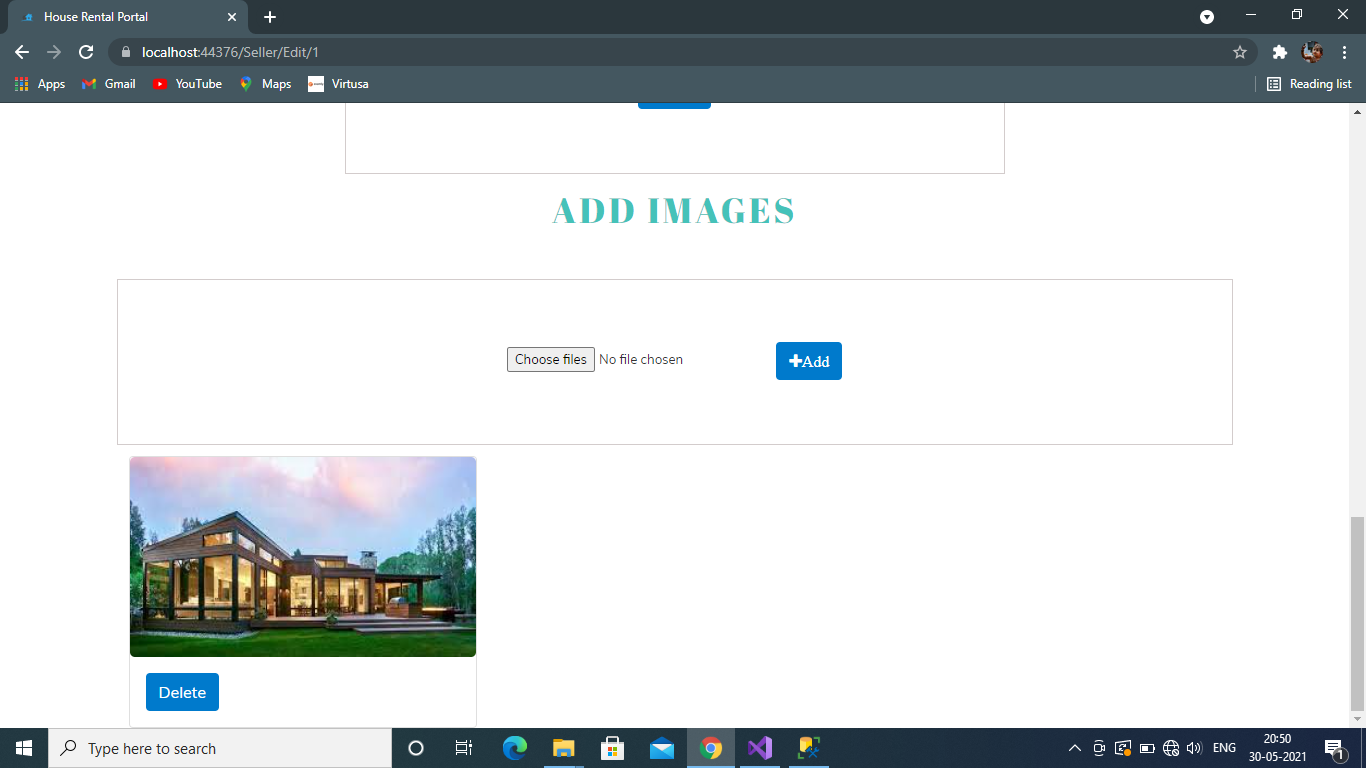 House Rental Portal
localhost:44376/Seller/Edit/1
Apps Gmail YouTube Maps Virtusa Reading list
ADD IMAGES
Choose files No file chosen Add
Delete
Type here to search ENG 20:50
30-05-2021 1